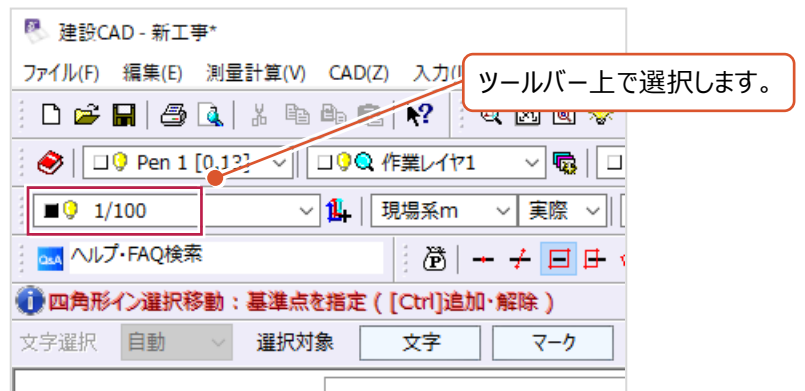 建設CAD - 新工事*
ファイル(F) 編集(E) 測量計算(V) CAD(Z)
ツールバー上で選択します。
Pen 1 [0.13] 作業レイヤ1
1/100 現場系m 実際
Q&A ヘルプ・FAQ検索 P
四角形イン選択移動：基準点を指定 ( [Ctrl]追加・解除 )
文字選択 自動 選択対象 文字 マーク